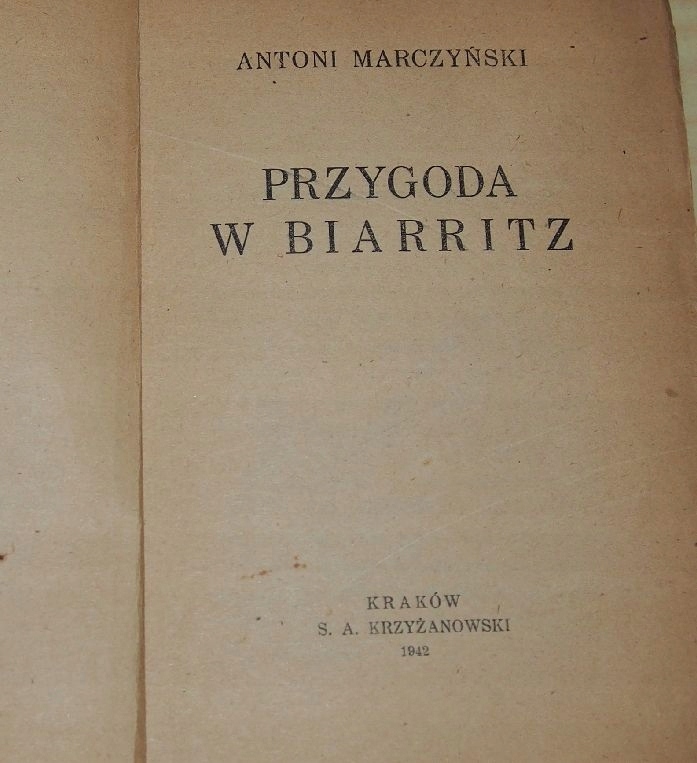 ANTONI MARCZYŃSKI
PRZYGODA
W BIARRITZ
KRAKÓW
S. A. KRZYŻANOWSKI
1942